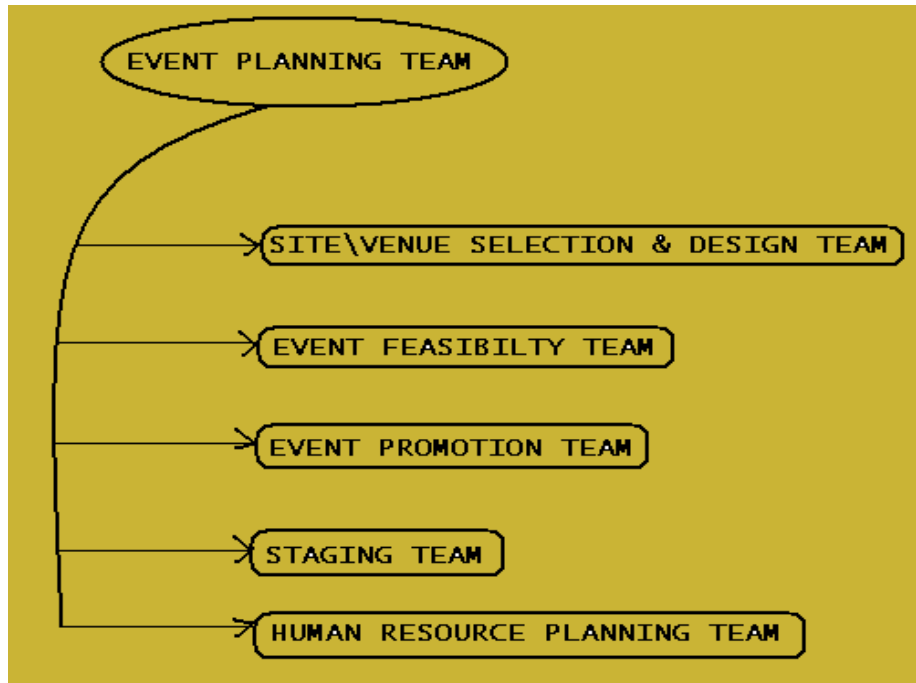 EVENT PLANNING TEAM
SITE\VENUE SELECTION & DESIGN TEAM
EVENT FEASIBILTY TEAM
EVENT PROMOTION TEAM
STAGING TEAM
HUMAN RESOURCE PLANNING TEAM